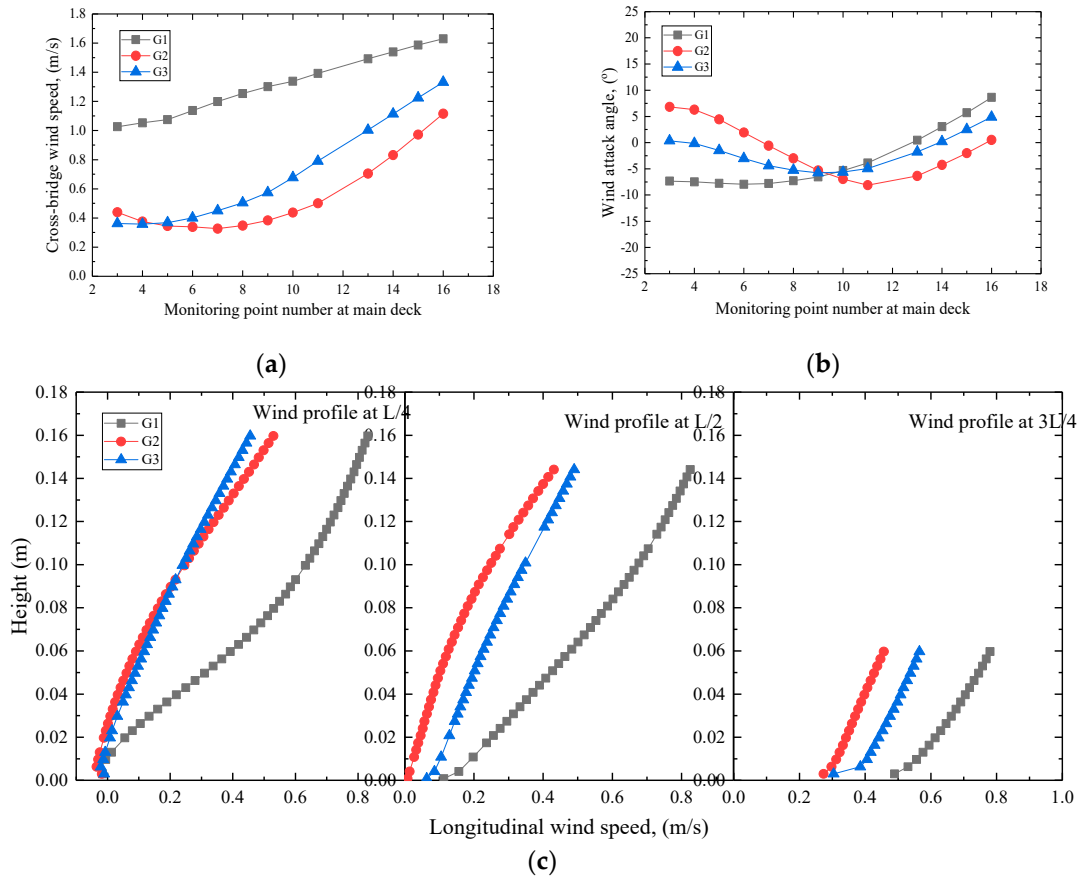 1.8
1.6
1.4
1.2
1.0
0.8
0.6
0.4
0.2
0.0
Cross-bridge wind speed, (m/s)
G1
G2
G3
2 4 6 8 10 12 14 16 18
Monitoring point number at main deck
(a)
25
20
15
10
5
0
-5
-10
-15
-20
-25
Wind attack angle, (°)
G1
G2
G3
2 4 6 8 10 12 14 16 18
Monitoring point number at main deck
(b)
0.18
0.16
0.14
0.12
0.10
0.08
0.06
0.04
0.02
0.00
Height (m)
G1
G2
G3
Wind profile at L/4
0.0 0.2 0.4 0.6 0.8
0.18
0.16
0.14
0.12
0.10
0.08
0.06
0.04
0.02
0.00
Wind profile at L/2
0.0 0.2 0.4 0.6 0.8
0.18
0.16
0.14
0.12
0.10
0.08
0.06
0.04
0.02
0.00
Wind profile at 3L/4
0.0 0.2 0.4 0.6 0.8 1.0
Longitudinal wind speed, (m/s)
(c)